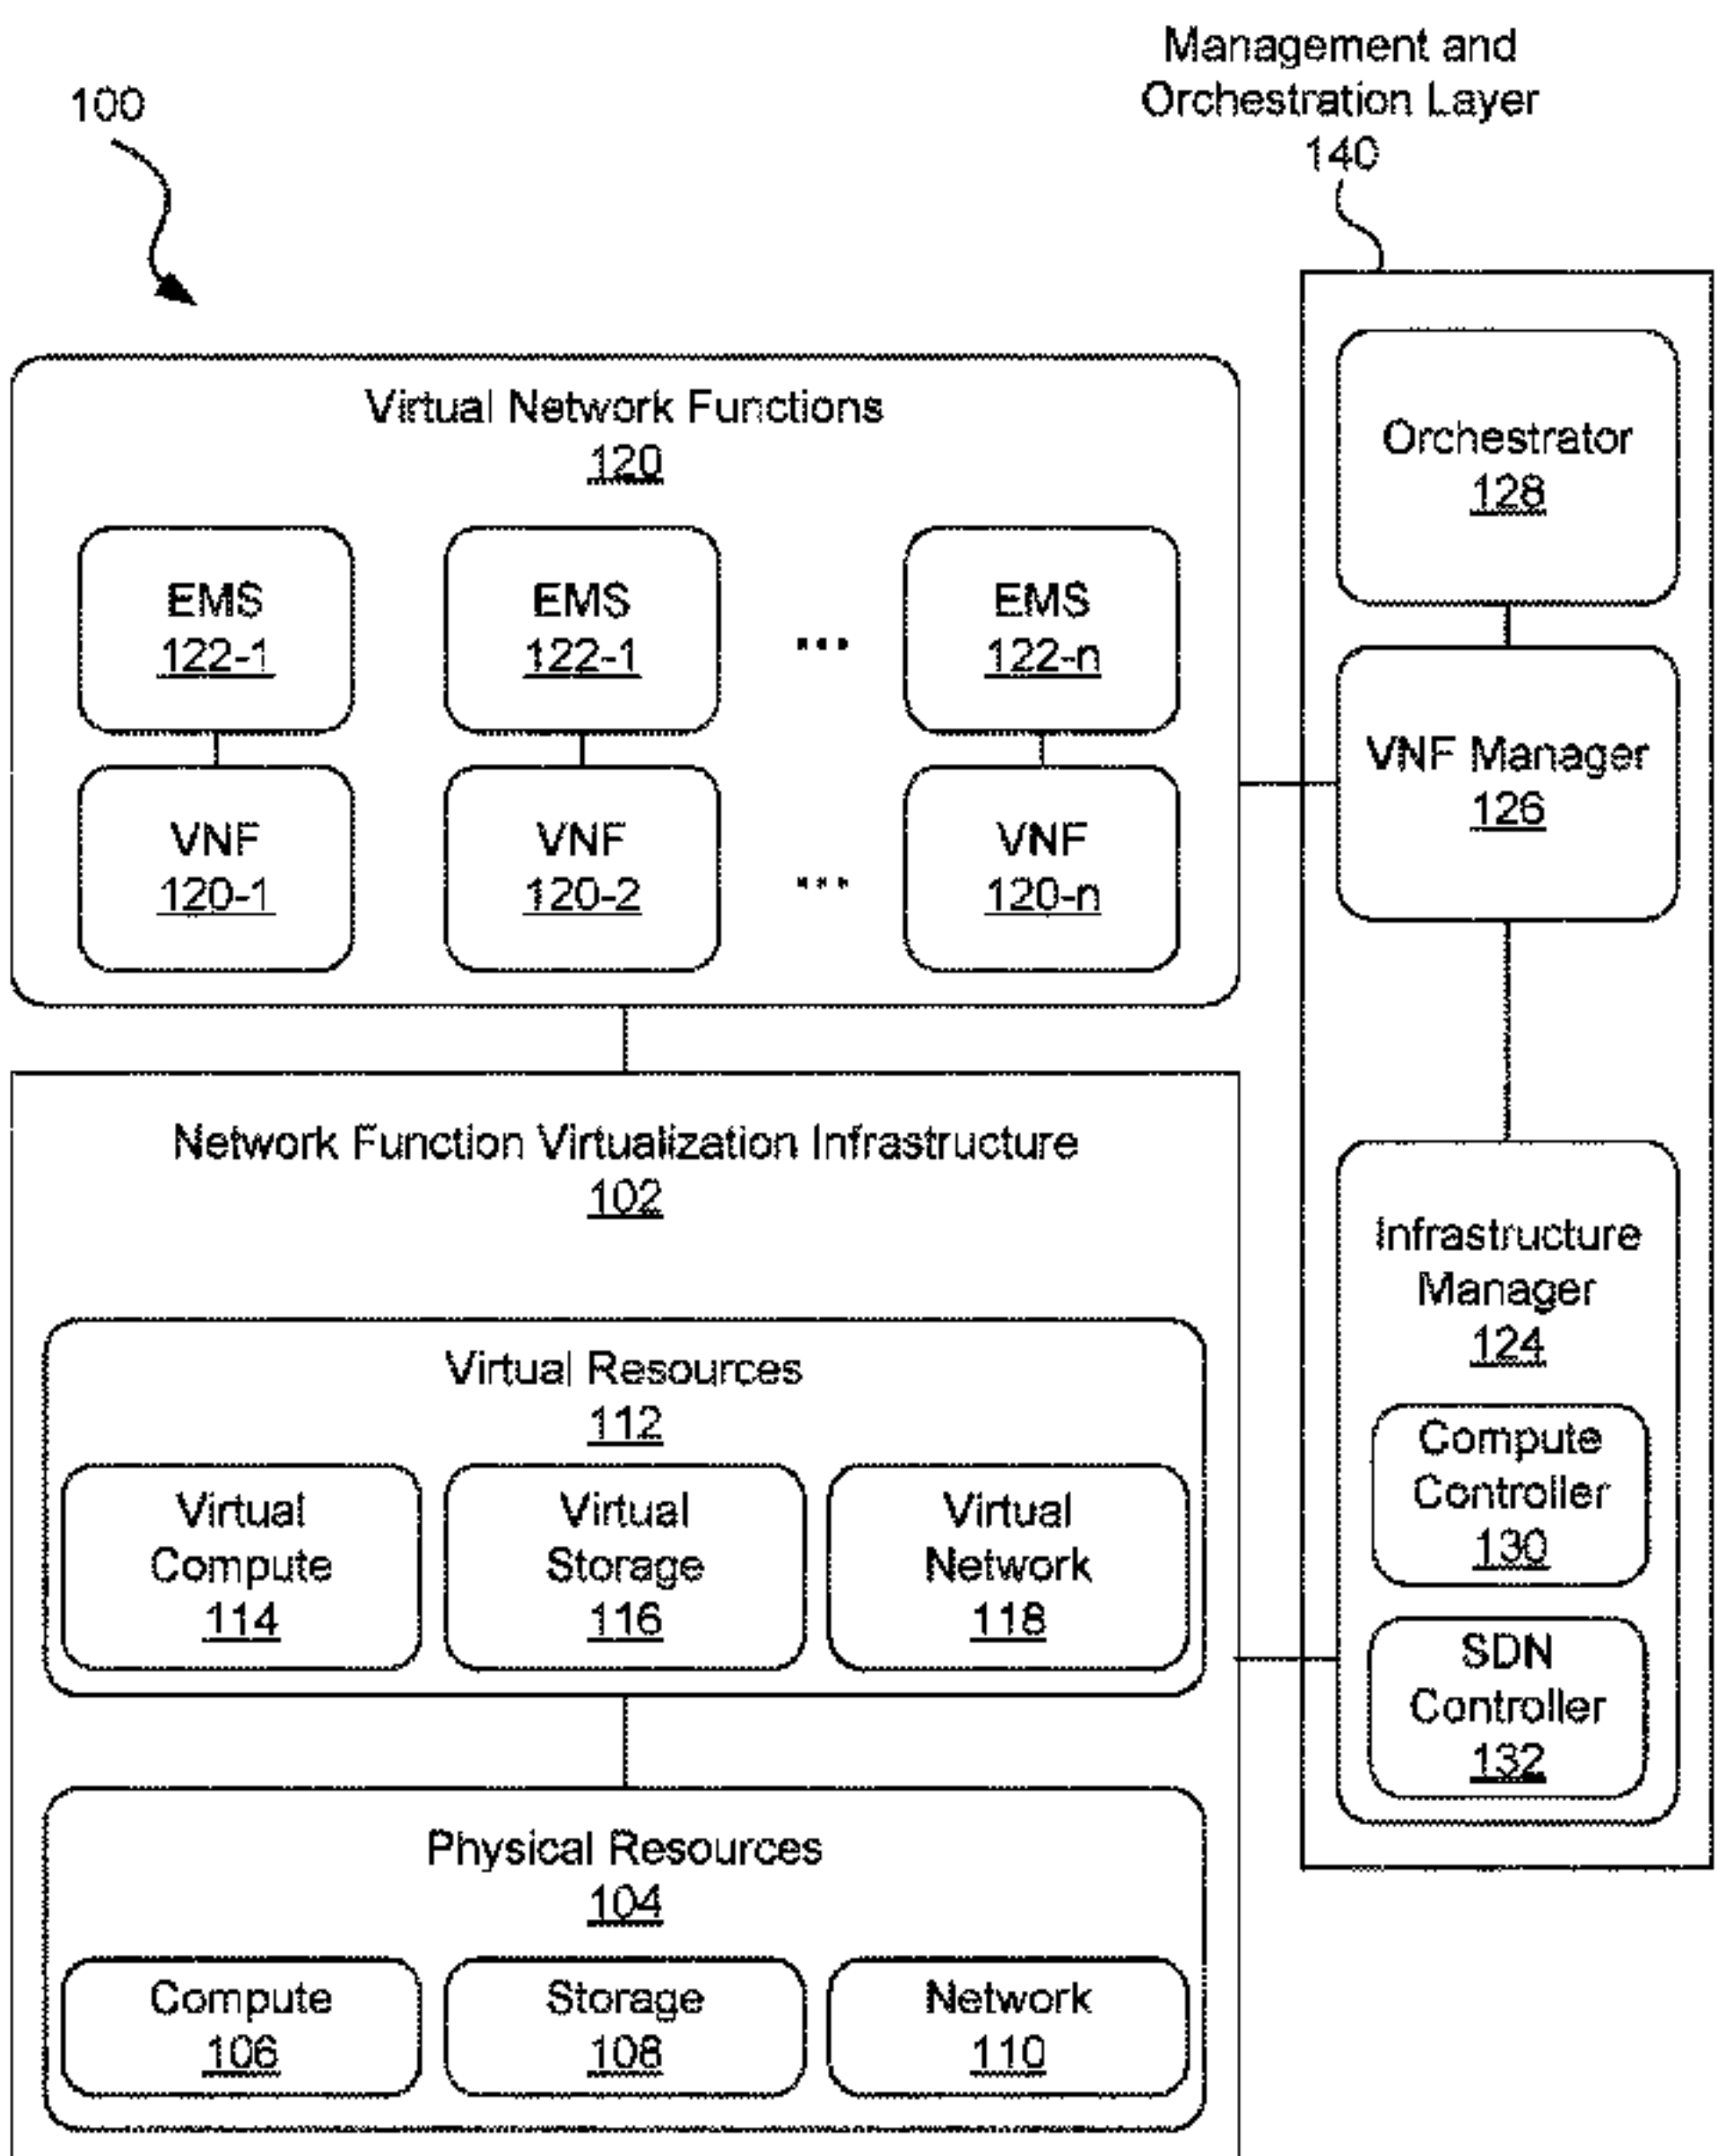 Management and
Orchestration Layer
140
100
Virtual Network Functions
120
EMS
122-1
EMS
122-1
...
EMS
122-n
VNF
120-1
VNF
120-2
...
VNF
120-n
Orchestrator
128
VNF Manager
126
Network Function Virtualization Infrastructure
102
Virtual Resources
112
Virtual
Compute
114
Virtual
Storage
116
Virtual
Network
118
Physical Resources
104
Compute
106
Storage
108
Network
110
Infrastructure
Manager
124
Compute
Controller
130
SDN
Controller
132